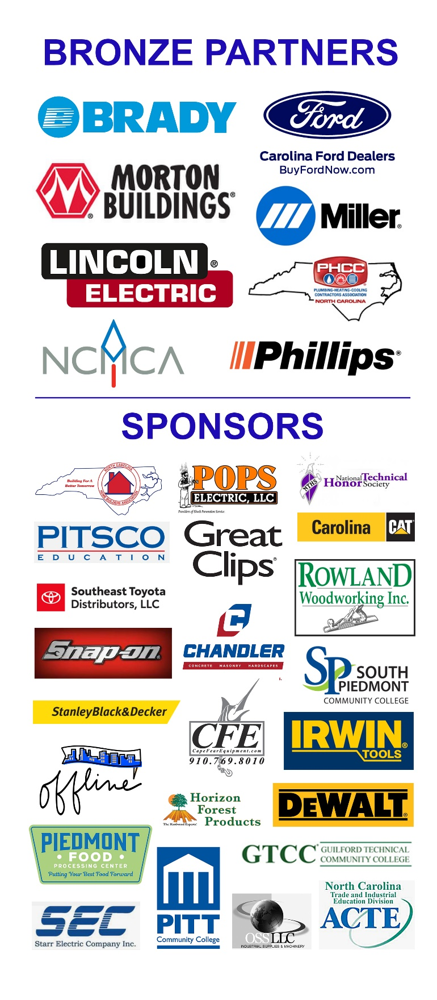 BRONZE PARTNERS
B BRADY
Ford
Carolina Ford Dealers
BuyFordNow.com
MORTON
BUILDINGS®
®
Miller®
LINCOLN ®
ELECTRIC
PHCC
®
PLUMBING-HEATING-COOLING
CONTRACTORS ASSOCIATION
NORTH CAROLINA
NCMCA
Phillips®
SPONSORS
NORTH CAROLINA
HOME BUILDERS ASSOCIATION
Building For A
Better Tomorrow
POPS
ELECTRIC, LLC
Providers of Shock Prevention Service.
NTHS
National Technical
Honor Society
PITSCO
EDUCATION
Great
Clips®
Carolina CAT
Southeast Toyota
Distributors, LLC
ROWLAND
Woodworking Inc.
Snap-on®
C
CHANDLER
CONCRETE MASONRY HARDSCAPES
s.
SP SOUTH
PIEDMONT
COMMUNITY COLLEGE
StanleyBlack&Decker
CFE
CapeFearEquipment.com
910.769.8010
IRWIN®
TOOLS
offline
Horizon
Forest
Products
The Hardwood Experts!
DEWALT®
PIEDMONT
• FOOD •
PROCESSING CENTER
Putting Your Best Food Forward
PITT
Community College
GTCC GUILFORD TECHNICAL
COMMUNITY COLLEGE
SEC
Starr Electric Company Inc.
OSS LLC
INDUSTRIAL SUPPLIES & MACHINERY
North Carolina
Trade and Industrial
Education Division
ACTE